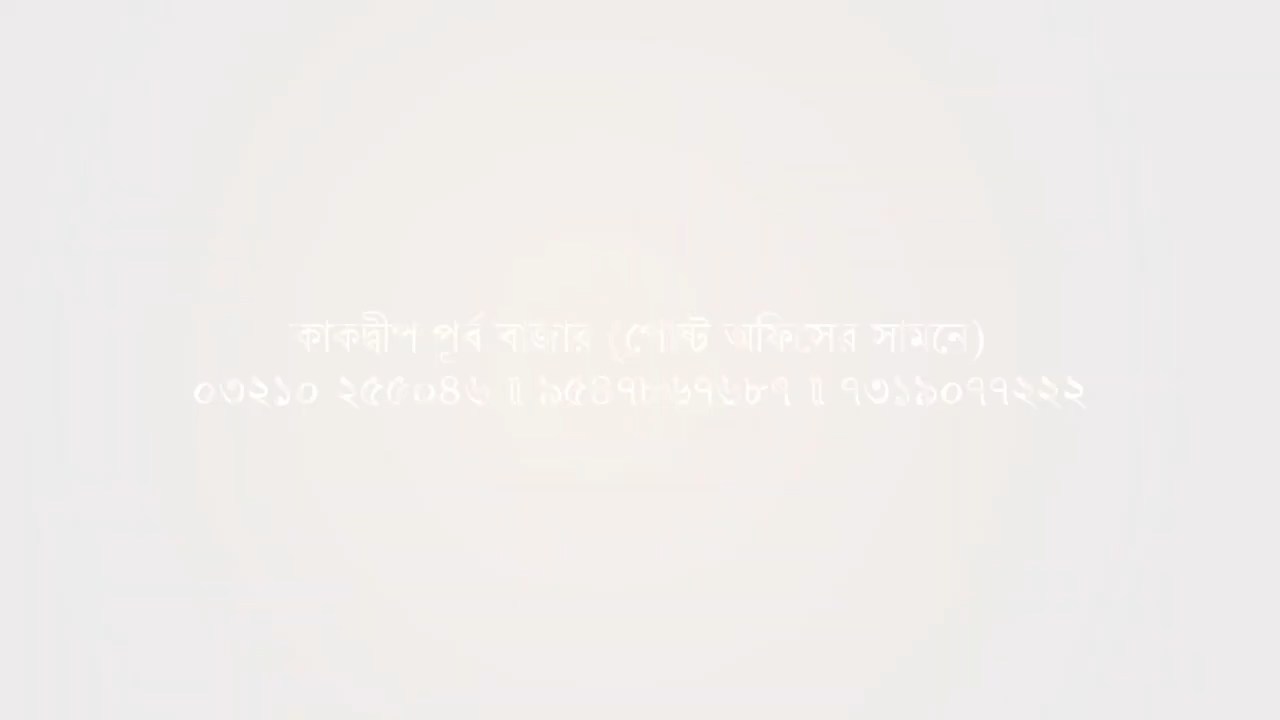 কাকদ্বীপ পূর্ব বাজার (পোষ্ট অফিসের সামনে)
০৩২১০ ২৫৫০৪৬ ॥ ৯৫৪৭৮৬৭৬৮৭ ॥ ৭৩১৯০৭৭২২২